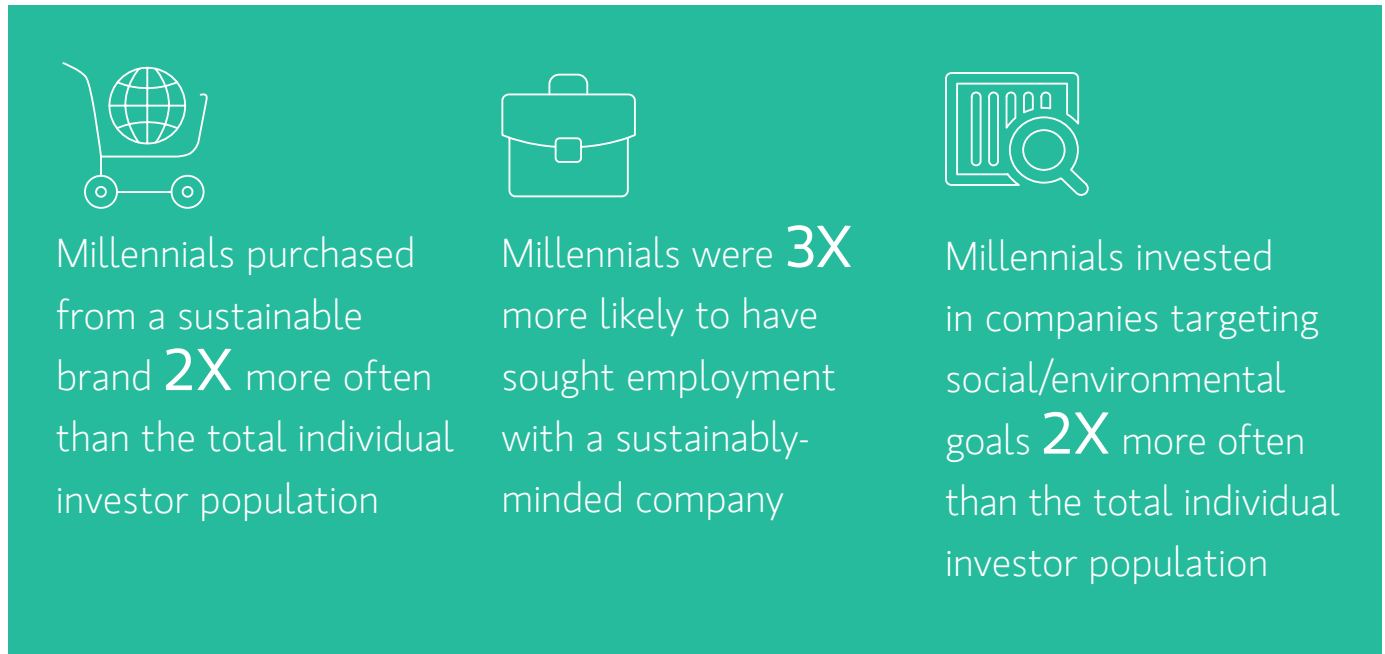 Millennials purchased
from a sustainable
brand 2X more often
than the total individual
investor population
Millennials were 3X
more likely to have
sought employment
with a sustainably-
minded company
Millennials invested
in companies targeting
social/environmental
goals 2X more often
than the total individual
investor population